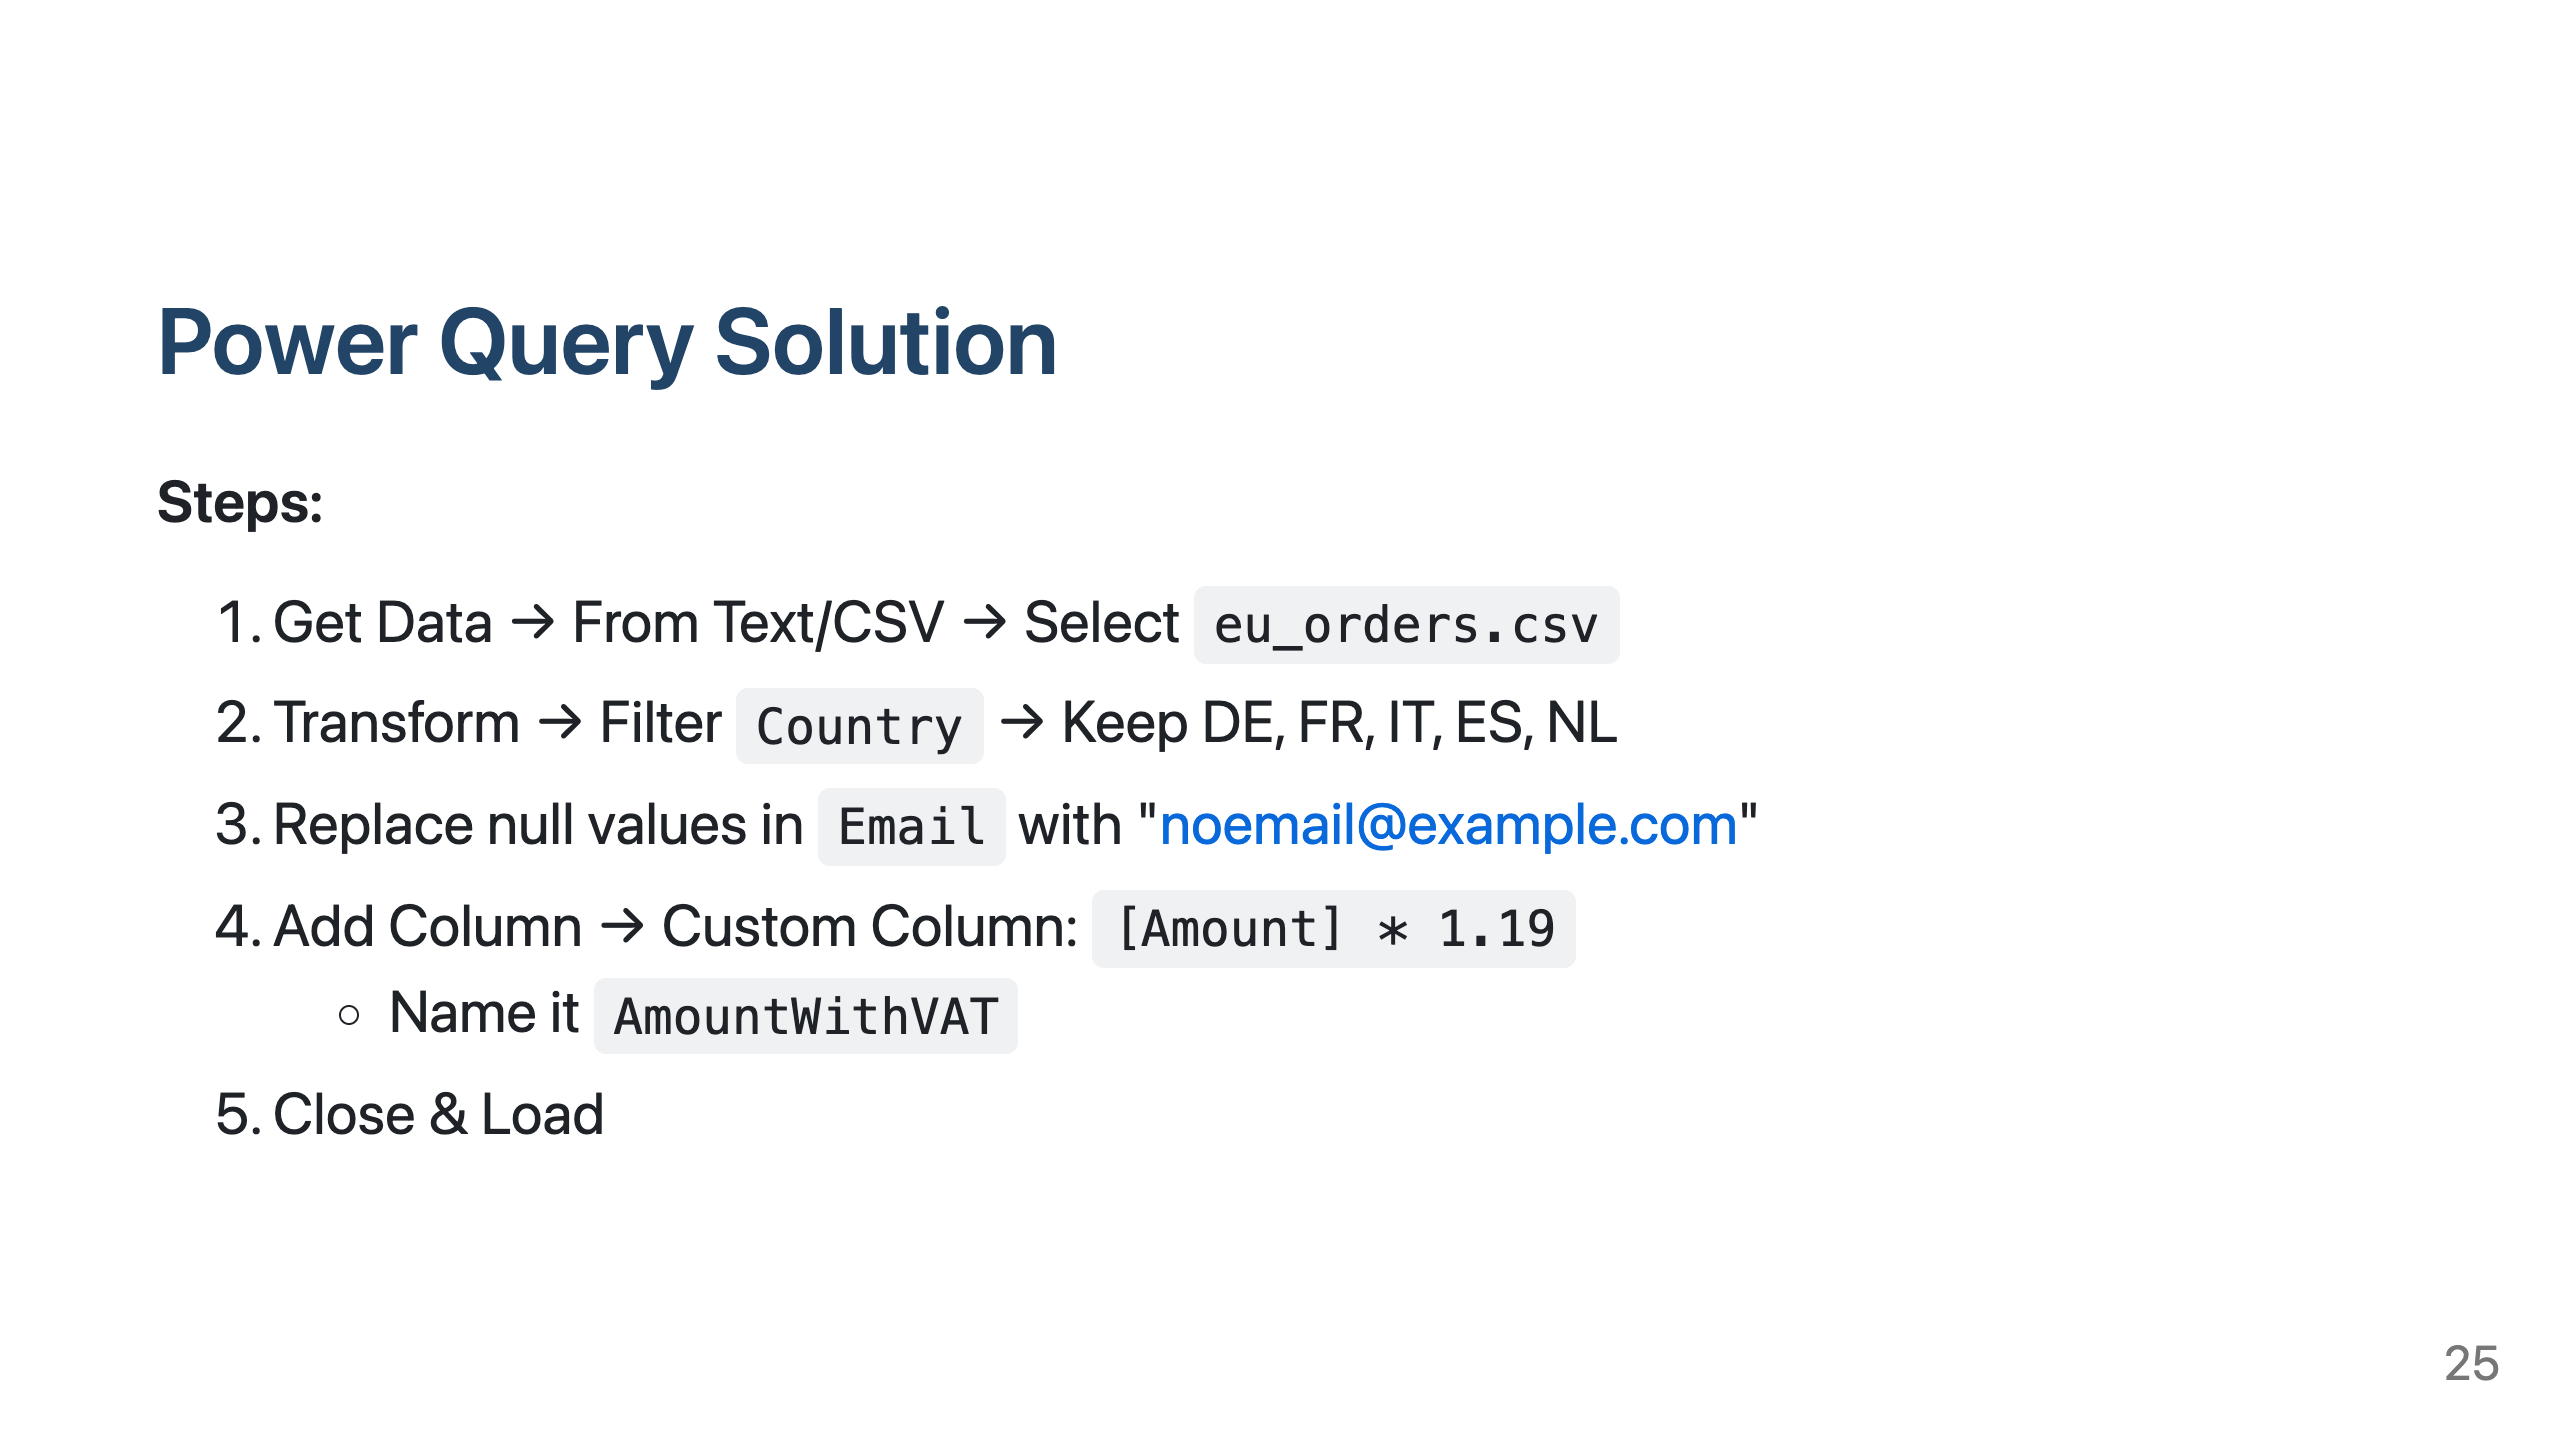 Power Query Solution
Steps:
1. Get Data → From Text/CSV → Select eu_orders.csv
2. Transform → Filter Country → Keep DE, FR, IT, ES, NL
3. Replace null values in Email with "noemail@example.com"
4. Add Column → Custom Column: [Amount] * 1.19
○ Name it AmountWithVAT
5. Close & Load
25